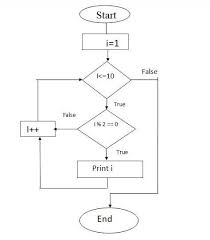 Start
i=1
I<=10
False
True
False
i % 2 == 0
I++
True
Print i
End